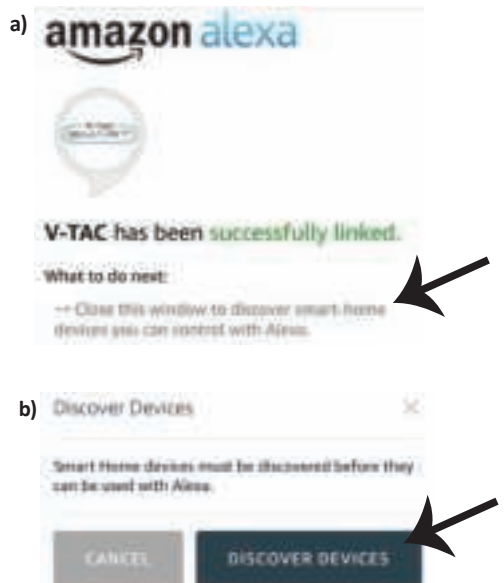 a)
amazon alexa
V-TAC has been successfully linked.
What to do next:
→ Close this window to discover smart-home
devices you can control with Alexa.
b) Discover Devices ×
Smart Home devices must be discovered before they
can be used with Alexa.
CANCEL DISCOVER DEVICES